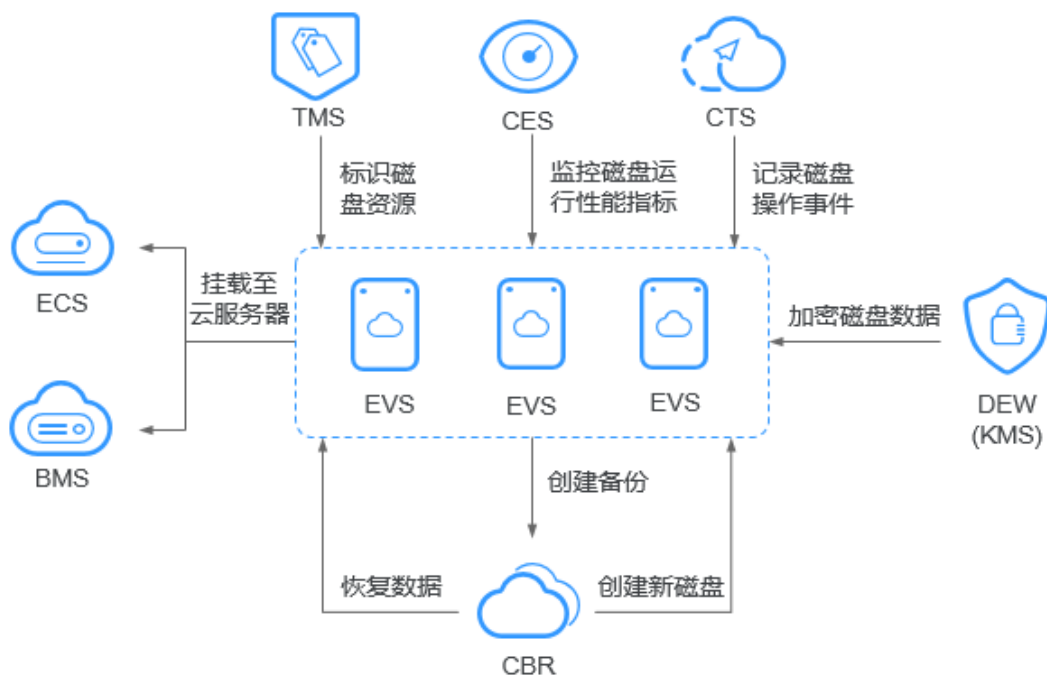 TMS
CES
CTS
标识磁
盘资源
监控磁盘运
行性能指标
记录磁盘
操作事件
ECS
挂载至
云服务器
加密磁盘数据
EVS
EVS
EVS
DEW
(KMS)
BMS
创建备份
恢复数据
创建新磁盘
CBR